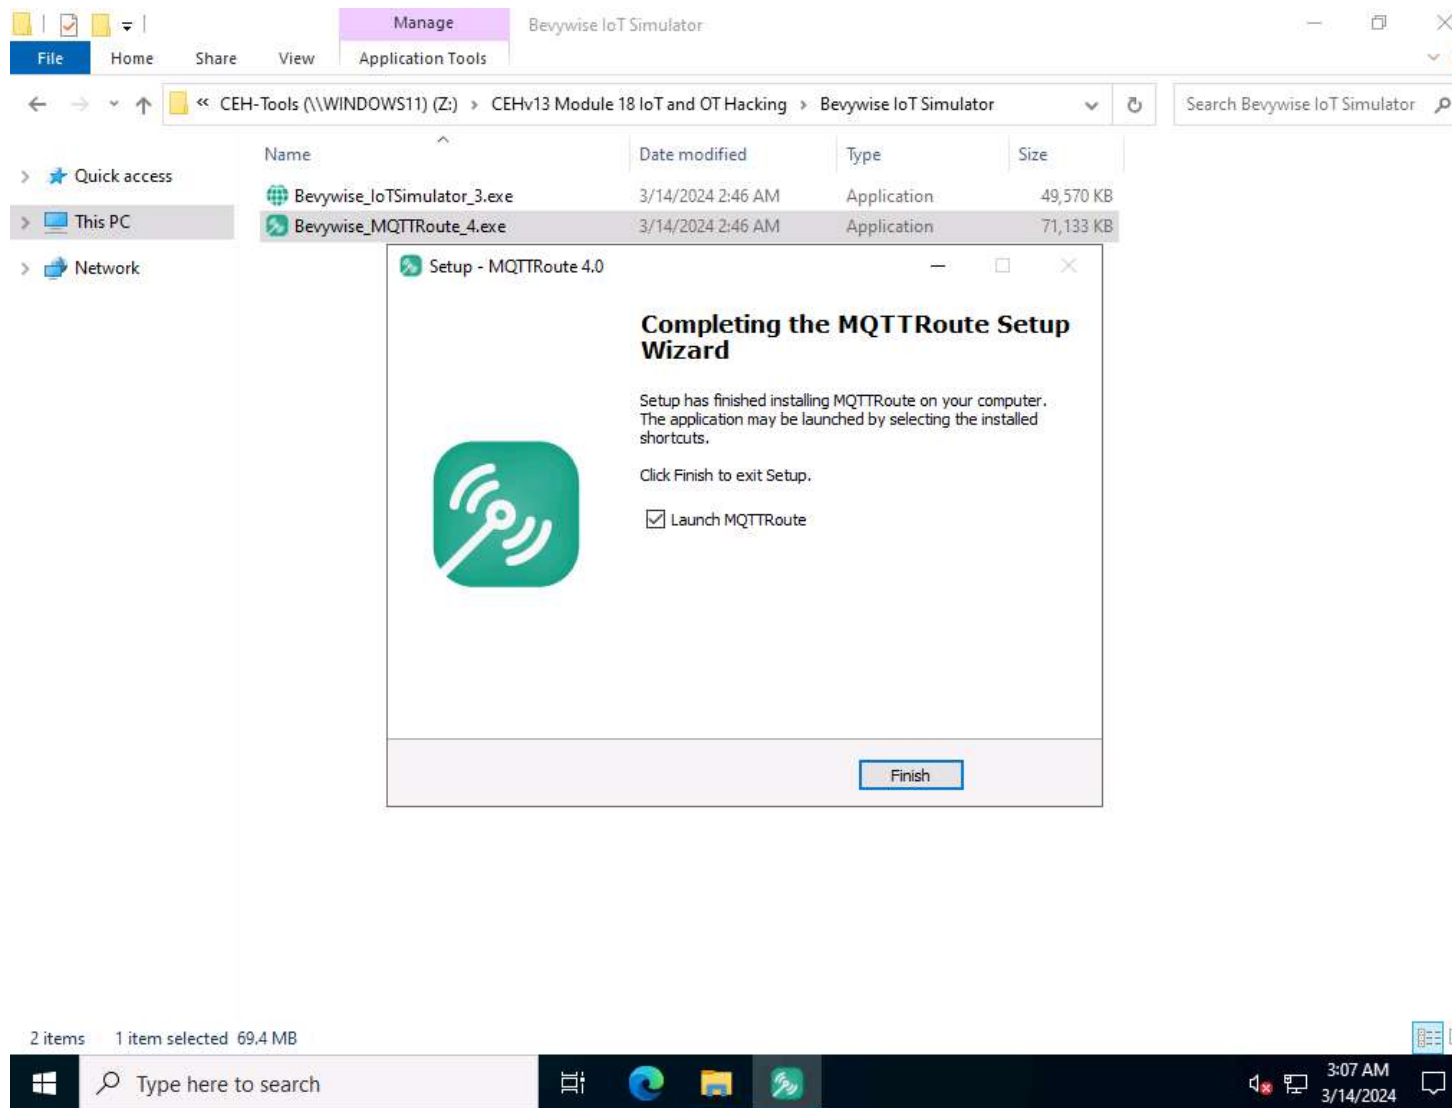 Manage
Bevywise IoT Simulator
File Home Share View Application Tools
« CEH-Tools (\\WINDOWS11) (Z:) › CEHv13 Module 18 IoT and OT Hacking › Bevywise IoT Simulator
Search Bevywise IoT Simulator
Name Date modified Type Size
Quick access
Bevywise_IoTSimulator_3.exe 3/14/2024 2:46 AM Application 49,570 KB
This PC
Bevywise_MQTTRoute_4.exe 3/14/2024 2:46 AM Application 71,133 KB
Network
Setup - MQTTRoute 4.0
Completing the MQTTRoute Setup
Wizard
Setup has finished installing MQTTRoute on your computer.
The application may be launched by selecting the installed
shortcuts.
Click Finish to exit Setup.
Launch MQTTRoute
Finish
2 items 1 item selected 69.4 MB
Type here to search
3:07 AM
3/14/2024